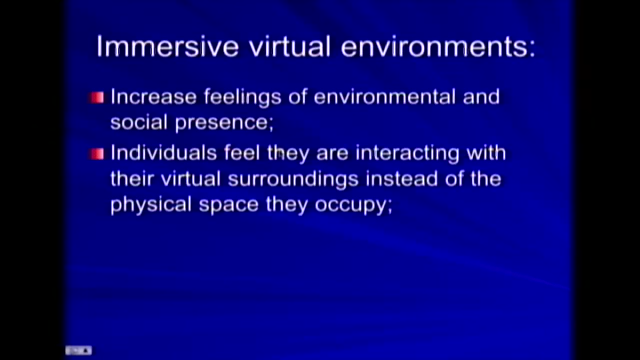 Immersive virtual environments:
Increase feelings of environmental and
social presence;
Individuals feel they are interacting with
their virtual surroundings instead of the
physical space they occupy;